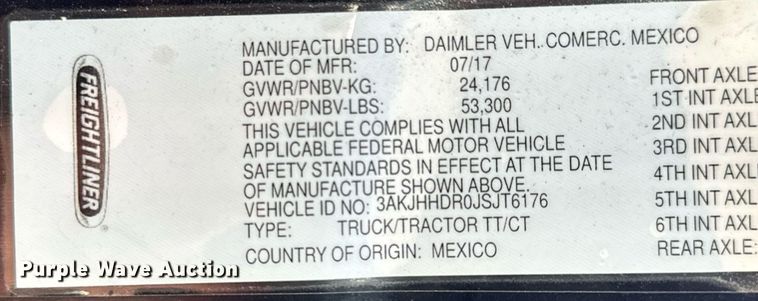 FREIGHTLINER
MANUFACTURED BY: DAIMLER VEH. COMERC. MEXICO
DATE OF MFR: 07/17
GVWR/PNBV-KG: 24,176
GVWR/PNBV-LBS: 53,300
THIS VEHICLE COMPLIES WITH ALL
APPLICABLE FEDERAL MOTOR VEHICLE
SAFETY STANDARDS IN EFFECT AT THE DATE
OF MANUFACTURE SHOWN ABOVE.
VEHICLE ID NO: 3AKJHHDR0JSJT6176
TYPE: TRUCK/TRACTOR TT/CT
COUNTRY OF ORIGIN: MEXICO
FRONT AXLE
1ST INT AXL
2ND INT AXL
3RD INT AXL
4TH INT AXL
5TH INT AXL
6TH INT AXL
REAR AXLE:
Purple Wave Auction